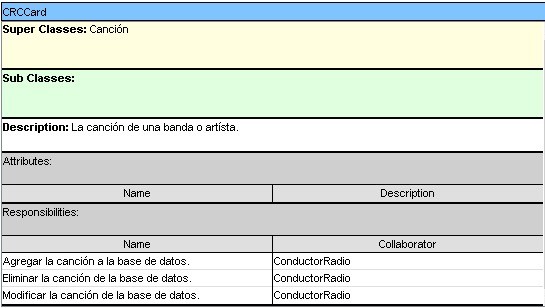 CRCCard
Super Classes: Canción
Sub Classes:
Description: La canción de una banda o artísta.
Attributes:
Name Description
Responsibilities:
Name Collaborator
Agregar la canción a la base de datos. ConductorRadio
Eliminar la canción de la base de datos. ConductorRadio
Modificar la canción de la base de datos. ConductorRadio